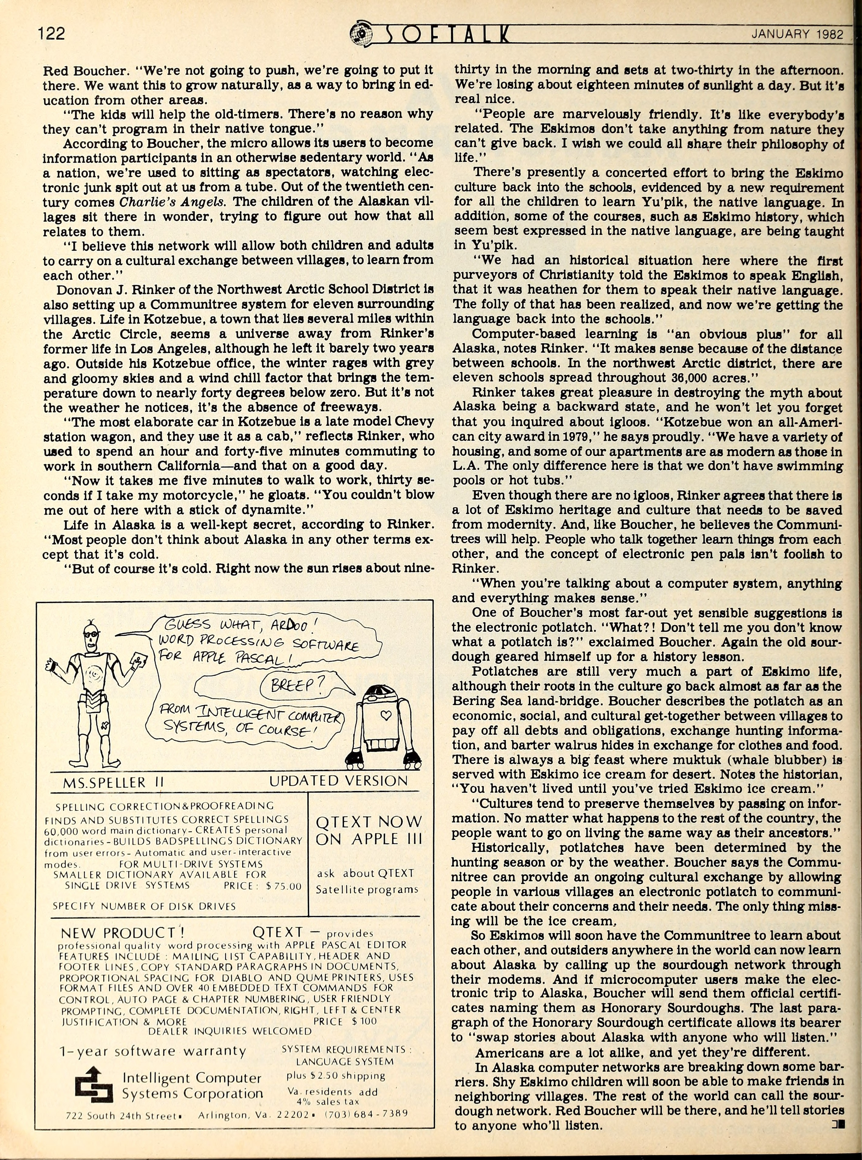 122
SOFTALK
JANUARY 1982
Red Boucher. "We're not going to push, we're going to put it
there. We want this to grow naturally, as a way to bring in ed-
ucation from other areas.
"The kids will help the old-timers. There's no reason why
they can't program in their native tongue."
According to Boucher, the micro allows its users to become
information participants in an otherwise sedentary world. "As
a nation, we're used to sitting as spectators, watching elec-
tronic junk spit out at us from a tube. Out of the twentieth cen-
tury comes Charlie's Angels. The children of the Alaskan vil-
lages sit there in wonder, trying to figure out how that all
relates to them.
"I believe this network will allow both children and adults
to carry on a cultural exchange between villages, to learn from
each other."
Donovan J. Rinker of the Northwest Arctic School District is
also setting up a Communitree system for eleven surrounding
villages. Life in Kotzebue, a town that lies several miles within
the Arctic Circle, seems a universe away from Rinker's
former life in Los Angeles, although he left it barely two years
ago. Outside his Kotzebue office, the winter rages with grey
and gloomy skies and a wind chill factor that brings the tem-
perature down to nearly forty degrees below zero. But it's not
the weather he notices, it's the absence of freeways.
"The most elaborate car in Kotzebue is a late model Chevy
station wagon, and they use it as a cab," reflects Rinker, who
used to spend an hour and forty-five minutes commuting to
work in southern California—and that on a good day.
"Now it takes me five minutes to walk to work, thirty se-
conds if I take my motorcycle," he gloats. "You couldn't blow
me out of here with a stick of dynamite."
Life in Alaska is a well-kept secret, according to Rinker.
"Most people don't think about Alaska in any other terms ex-
cept that it's cold.
"But of course it's cold. Right now the sun rises about nine-
thirty in the morning and sets at two-thirty in the afternoon.
We're losing about eighteen minutes of sunlight a day. But it's
real nice.
"People are marvelously friendly. It's like everybody's
related. The Eskimos don't take anything from nature they
can't give back. I wish we could all share their philosophy of
life."
There's presently a concerted effort to bring the Eskimo
culture back into the schools, evidenced by a new requirement
for all the children to learn Yu'pik, the native language. In
addition, some of the courses, such as Eskimo history, which
seem best expressed in the native language, are being taught
in Yu'pik.
"We had an historical situation here where the first
purveyors of Christianity told the Eskimos to speak English,
that it was heathen for them to speak their native language.
The folly of that has been realized, and now we're getting the
language back into the schools."
Computer-based learning is "an obvious plus" for all
Alaska, notes Rinker. "It makes sense because of the distance
between schools. In the northwest Arctic district, there are
eleven schools spread throughout 36,000 acres."
Rinker takes great pleasure in destroying the myth about
Alaska being a backward state, and he won't let you forget
that you inquired about igloos. "Kotzebue won an all-Ameri-
can city award in 1979," he says proudly. "We have a variety of
housing, and some of our apartments are as modern as those in
L.A. The only difference here is that we don't have swimming
pools or hot tubs."
Even though there are no igloos, Rinker agrees that there is
a lot of Eskimo heritage and culture that needs to be saved
from modernity. And, like Boucher, he believes the Communi-
trees will help. People who talk together learn things from each
other, and the concept of electronic pen pals isn't foolish to
Rinker.
"When you're talking about a computer system, anything
and everything makes sense."
One of Boucher's most far-out yet sensible suggestions is
the electronic potlatch. "What?! Don't tell me you don't know
what a potlatch is?" exclaimed Boucher. Again the old sour-
dough geared himself up for a history lesson.
Potlatches are still very much a part of Eskimo life,
although their roots in the culture go back almost as far as the
Bering Sea land-bridge. Boucher describes the potlatch as an
economic, social, and cultural get-together between villages to
pay off all debts and obligations, exchange hunting informa-
tion, and barter walrus hides in exchange for clothes and food.
There is always a big feast where muktuk (whale blubber) is
served with Eskimo ice cream for desert. Notes the historian,
"You haven't lived until you've tried Eskimo ice cream."
"Cultures tend to preserve themselves by passing on infor-
mation. No matter what happens to the rest of the country, the
people want to go on living the same way as their ancestors."
Historically, potlatches have been determined by the
hunting season or by the weather. Boucher says the Commu-
nitree can provide an ongoing cultural exchange by allowing
people in various villages an electronic potlatch to communi-
cate about their concerns and their needs. The only thing miss-
ing will be the ice cream,
So Eskimos will soon have the Communitree to learn about
each other, and outsiders anywhere in the world can now learn
about Alaska by calling up the sourdough network through
their modems. And if microcomputer users make the elec-
tronic trip to Alaska, Boucher will send them official certifi-
cates naming them as Honorary Sourdoughs. The last para-
graph of the Honorary Sourdough certificate allows its bearer
to "swap stories about Alaska with anyone who will listen."
Americans are a lot alike, and yet they're different.
In Alaska computer networks are breaking down some bar-
riers. Shy Eskimo children will soon be able to make friends in
neighboring villages. The rest of the world can call the sour-
dough network. Red Boucher will be there, and he'll tell stories
to anyone who'll listen.
GUESS WHAT, ARDOO!
WORD PROCESSING SOFTWARE
FOR APPLE PASCAL!
BREEP?
FROM INTELLIGENT COMPUTER
SYSTEMS, OF COURSE!
MS.SPELLER II UPDATED VERSION
SPELLING CORRECTION&PROOFREADING
FINDS AND SUBSTITUTES CORRECT SPELLINGS
60,000 word main dictionary-CREATES personal
dictionaries-BUILDS BADSPELLINGS DICTIONARY
from user errors-Automatic and user-interactive
modes. FOR MULTI-DRIVE SYSTEMS
SMALLER DICTIONARY AVAILABLE FOR
SINGLE DRIVE SYSTEMS PRICE: $75.00
SPECIFY NUMBER OF DISK DRIVES
QTEXT NOW
ON APPLE III
ask about QTEXT
Satellite programs
NEW PRODUCT! QTEXT — provides
professional quality word processing with APPLE PASCAL EDITOR
FEATURES INCLUDE: MAILING LIST CAPABILITY, HEADER AND
FOOTER LINES, COPY STANDARD PARAGRAPHS IN DOCUMENTS,
PROPORTIONAL SPACING FOR DIABLO AND QUME PRINTERS, USES
FORMAT FILES AND OVER 40 EMBEDDED TEXT COMMANDS FOR
CONTROL, AUTO PAGE & CHAPTER NUMBERING, USER FRIENDLY
PROMPTING, COMPLETE DOCUMENTATION, RIGHT, LEFT & CENTER
JUSTIFICATION & MORE PRICE $100
DEALER INQUIRIES WELCOMED
1-year software warranty
Intelligent Computer
Systems Corporation
SYSTEM REQUIREMENTS:
LANGUAGE SYSTEM
plus $2.50 shipping
Va. residents add
4% sales tax
722 South 24th Street▪ Arlington, Va. 22202▪ (703)684-7389